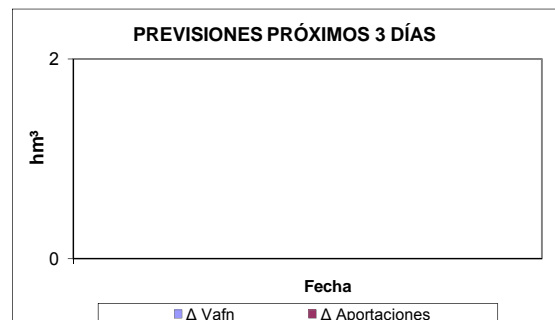 PREVISIONES PRÓXIMOS 3 DÍAS
2
hm³
0
Fecha
Δ Vafn Δ Aportaciones